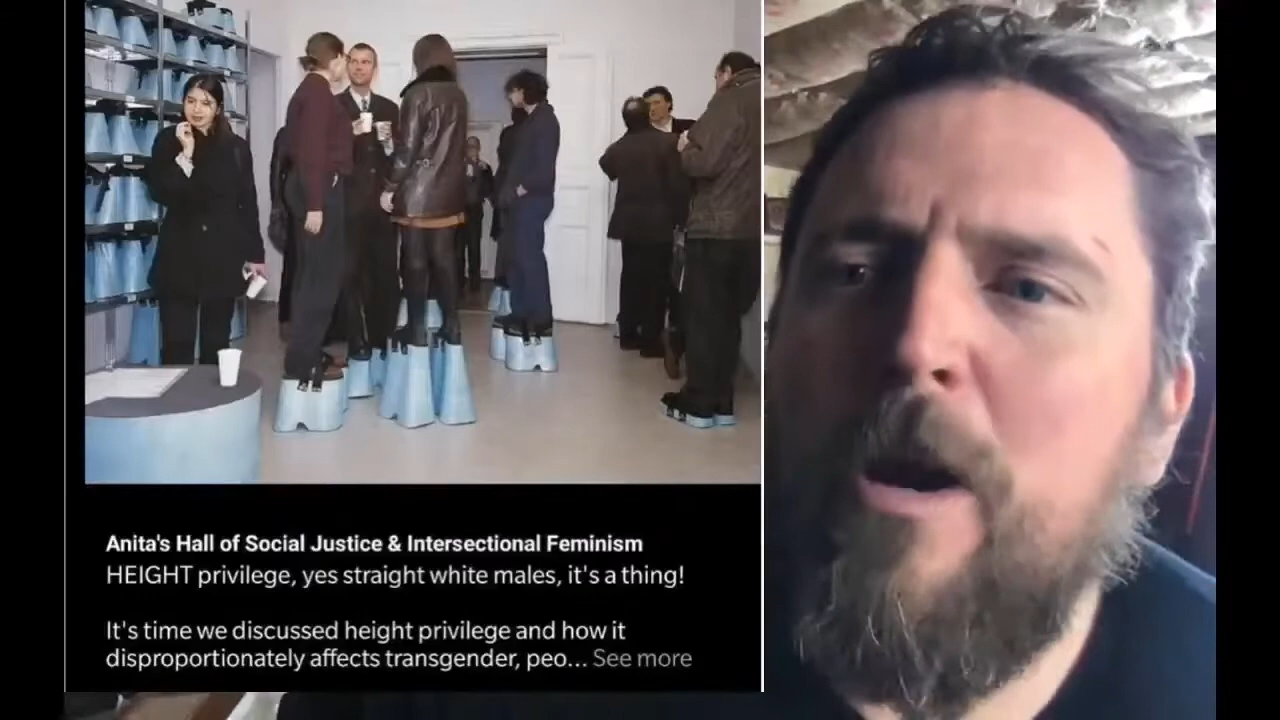 Anita's Hall of Social Justice & Intersectional Feminism
HEIGHT privilege, yes straight white males, it's a thing!
It's time we discussed height privilege and how it
disproportionately affects transgender, peo... See more